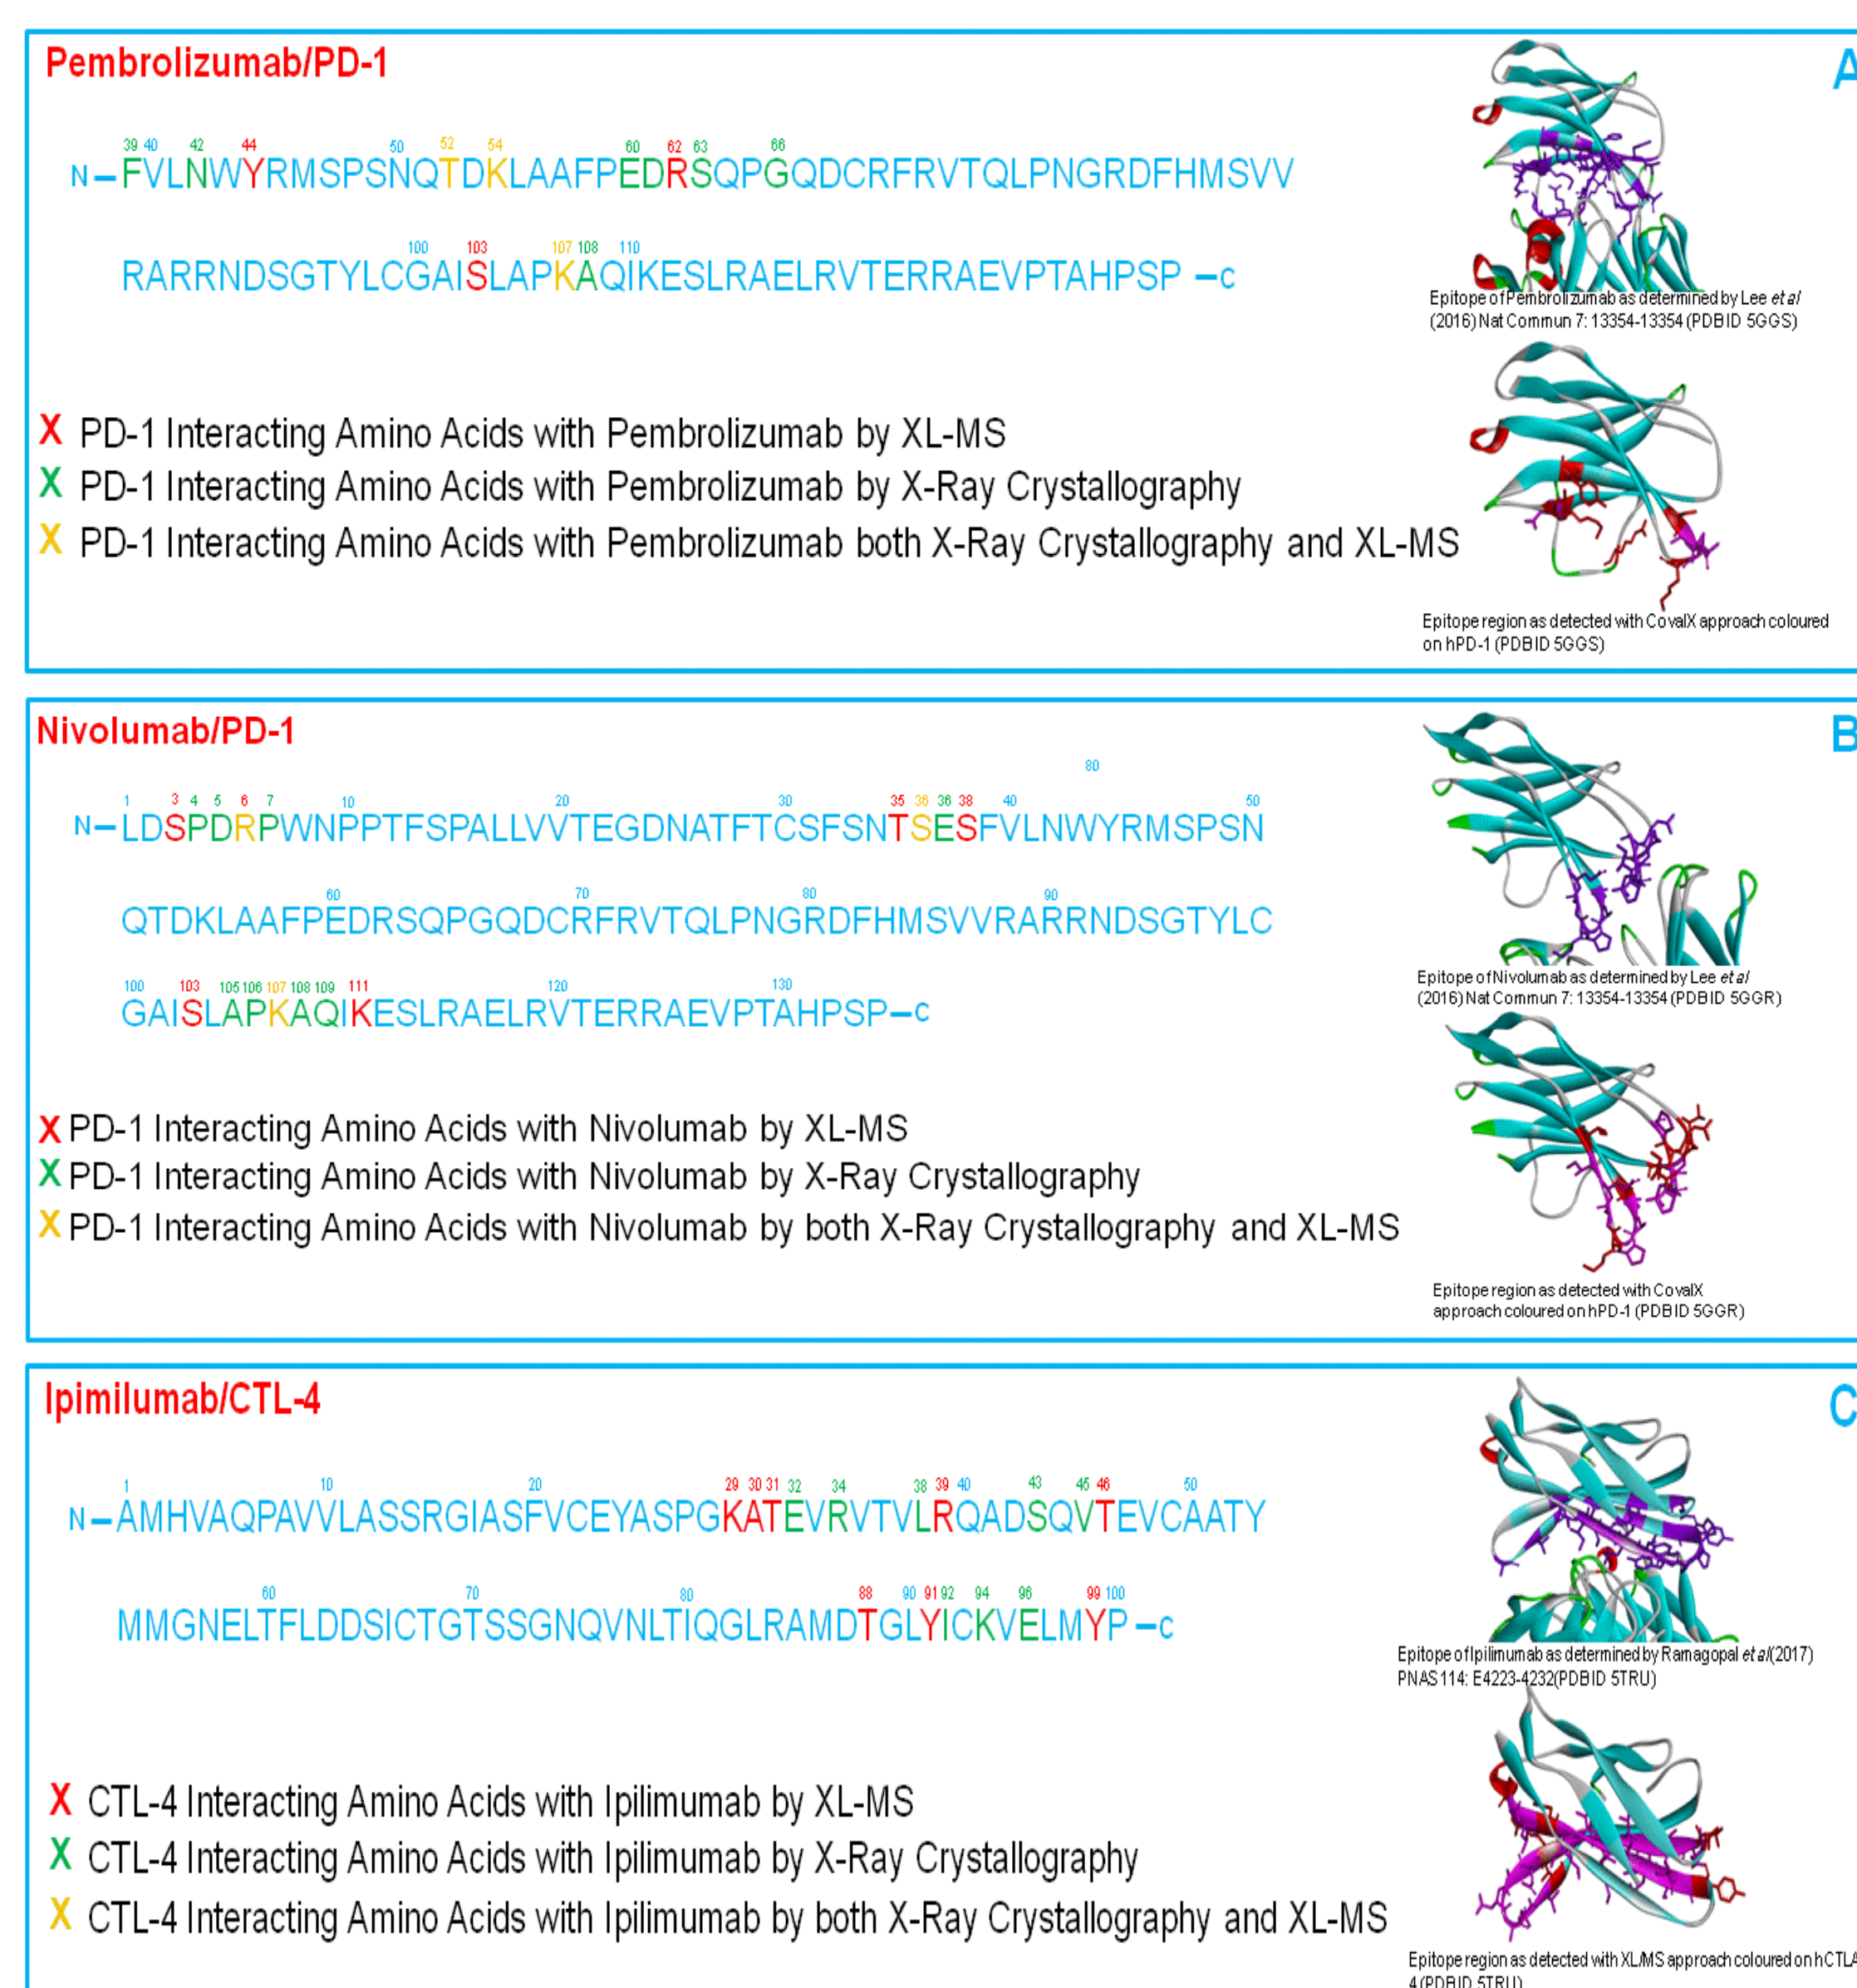 Pembrolizumab/PD-1
A
39 40 42 44 50 52 54 60 62 63 66
N – FVLNWYRMSPSNQTDKLAAFPEDRSQPGQDCRFRVTQLPNGRDFHMSVV
100 103 107 108 110
RARRNDSGTYLCGAISLAPKAQIKESLRAELRVTERRAEVPTAHPSP – c
X PD-1 Interacting Amino Acids with Pembrolizumab by XL-MS
X PD-1 Interacting Amino Acids with Pembrolizumab by X-Ray Crystallography
X PD-1 Interacting Amino Acids with Pembrolizumab both X-Ray Crystallography and XL-MS
Epitope of Pembrolizumab as determined by Lee et al
(2016) Nat Commun 7: 13354-13354 (PDBID 5GGS)
Epitope region as detected with CovalX approach coloured
on hPD-1 (PDBID 5GGS)
Nivolumab/PD-1
B
80
1 3 4 5 6 7 10 20 30 35 36 36 38 40 50
N – LDSPDRPWNPPTFSPALLVVTEGDNATFTCSFSNTSESFVLNWYRMSPSN
60 70 80 90
QTDKLAAFPEDRSQPGQDCRFRVTQLPNGRDFHMSVVRARRNDSGTYLC
100 103 105 106 107 108 109 111 120 130
GAISLAPKAQIKESLRAELRVTERRAEVPTAHPSP – c
X PD-1 Interacting Amino Acids with Nivolumab by XL-MS
X PD-1 Interacting Amino Acids with Nivolumab by X-Ray Crystallography
X PD-1 Interacting Amino Acids with Nivolumab by both X-Ray Crystallography and XL-MS
Epitope of Nivolumab as determined by Lee et al
(2016) Nat Commun 7: 13354-13354 (PDBID 5GGR)
Epitope region as detected with CovalX
approach coloured on hPD-1 (PDBID 5GGR)
Ipimilumab/CTL-4
C
1 10 20 29 30 31 32 34 38 39 40 43 45 46 50
N – AMHVAQPAVVLASSRGIASFVCEYASPGKATEVRVTVLRQADSQVTEVCAATY
60 70 80 88 90 91 92 94 96 99 100
MMGNELTFLDDSICTGTSSGNQVNLTIQGLRAMDTGLYICKVELMYP – c
X CTL-4 Interacting Amino Acids with Ipilimumab by XL-MS
X CTL-4 Interacting Amino Acids with Ipilimumab by X-Ray Crystallography
X CTL-4 Interacting Amino Acids with Ipilimumab by both X-Ray Crystallography and XL-MS
Epitope of Ipilimumab as determined by Ramagopal et al(2017)
PNAS 114: E4223-4232(PDBID 5TRU)
Epitope region as detected with XL/MS approach coloured on hCTLA
4 (PDBID 5TRU)